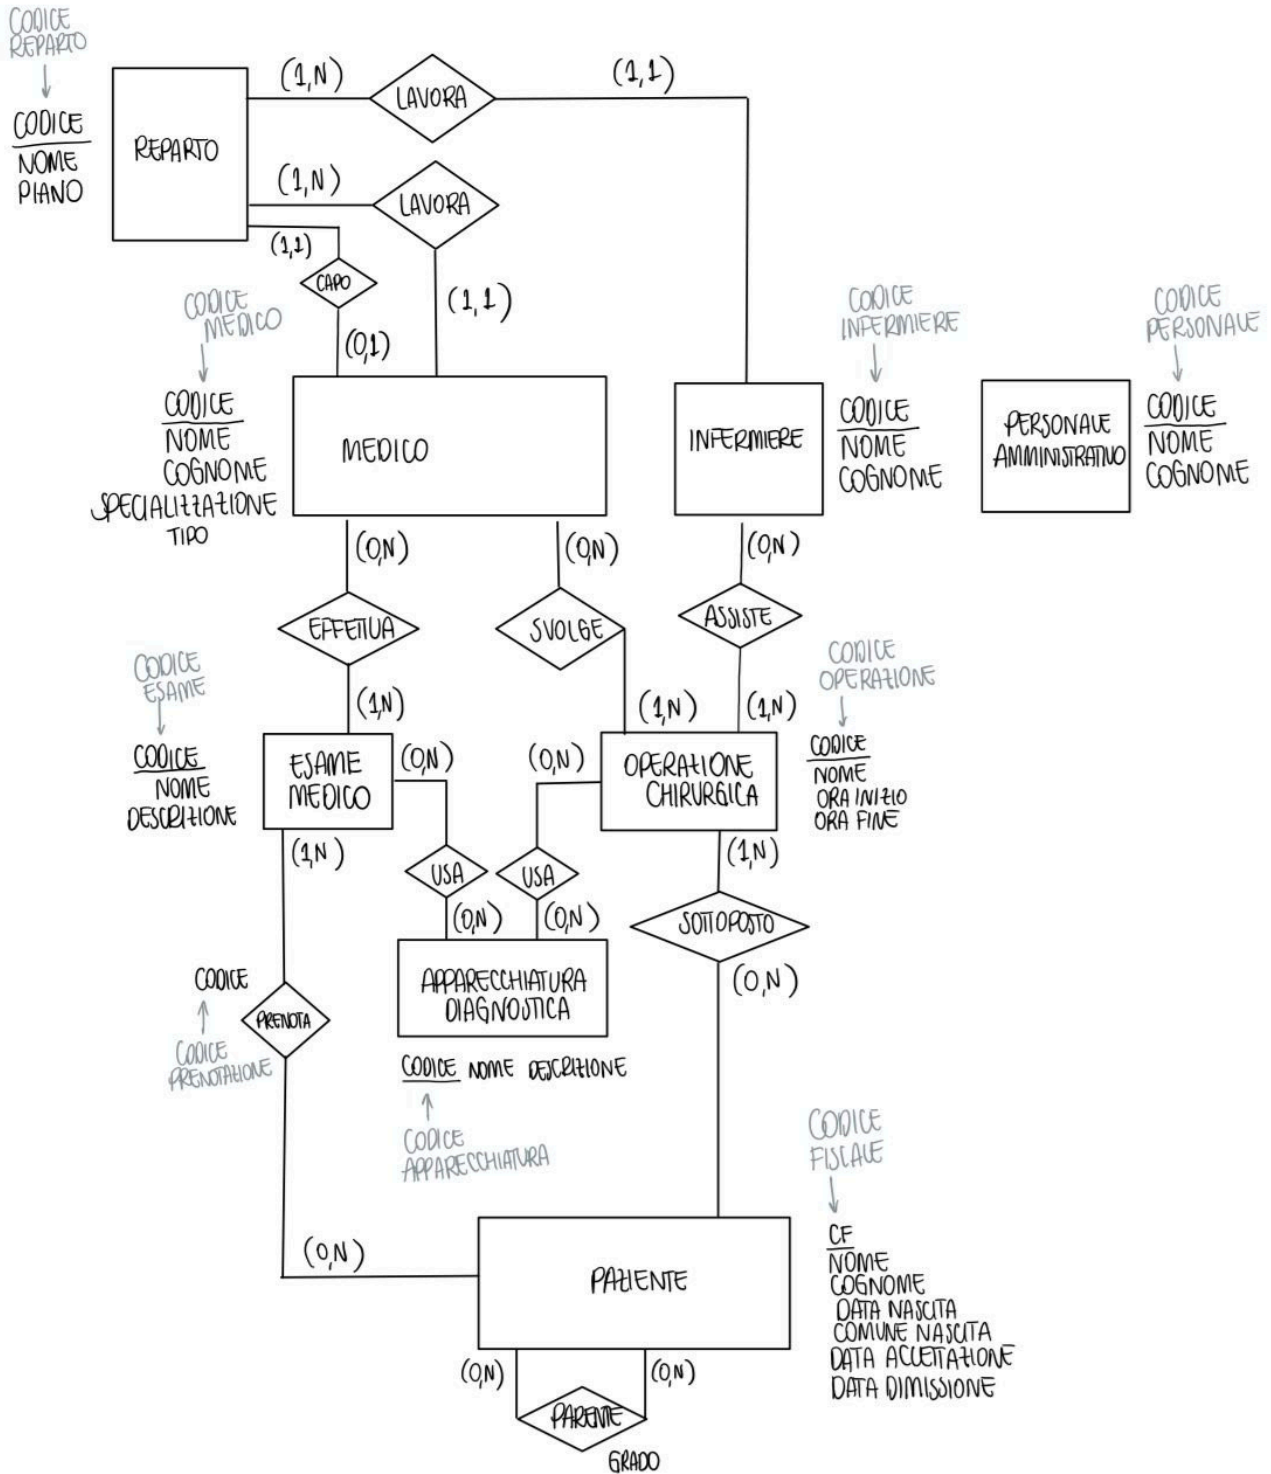 CODICE
REPARTO
CODICE
NOME
PIANO
REPARTO
(1,N)
LAVORA
(1,1)
(1,N)
LAVORA
(1,1)
CAPO
(0,1)
(1,1)
CODICE
MEDICO
CODICE
NOME
COGNOME
SPECIALIZZAZIONE
TIPO
MEDICO
INFERMIERE
CODICE
INFERMIERE
CODICE
NOME
COGNOME
PERSONALE
AMMINISTRATIVO
CODICE
PERSONALE
CODICE
NOME
COGNOME
(0,N)
(0,N)
(0,N)
EFFETTUA
SVOLGE
ASSISTE
(1,N)
(1,N)
(1,N)
CODICE
ESAME
CODICE
NOME
DESCRIZIONE
ESAME
MEDICO
(0,N)
(0,N)
OPERAZIONE
CHIRURGICA
CODICE
OPERAZIONE
CODICE
NOME
ORA INIZIO
ORA FINE
(1,N)
USA
USA
(1,N)
(0,N)
(0,N)
SOTTOPOSTO
(0,N)
APPARECCHIATURA
DIAGNOSTICA
CODICE NOME DESCRIZIONE
CODICE
APPARECCHIATURA
CODICE
PRENOTA
CODICE
PRENOTAZIONE
(0,N)
PAZIENTE
CODICE
FISCALE
CF
NOME
COGNOME
DATA NASCITA
COMUNE NASCITA
DATA ACCETTAZIONE
DATA DIMISSIONE
(0,N)
(0,N)
PARENTE
GRADO